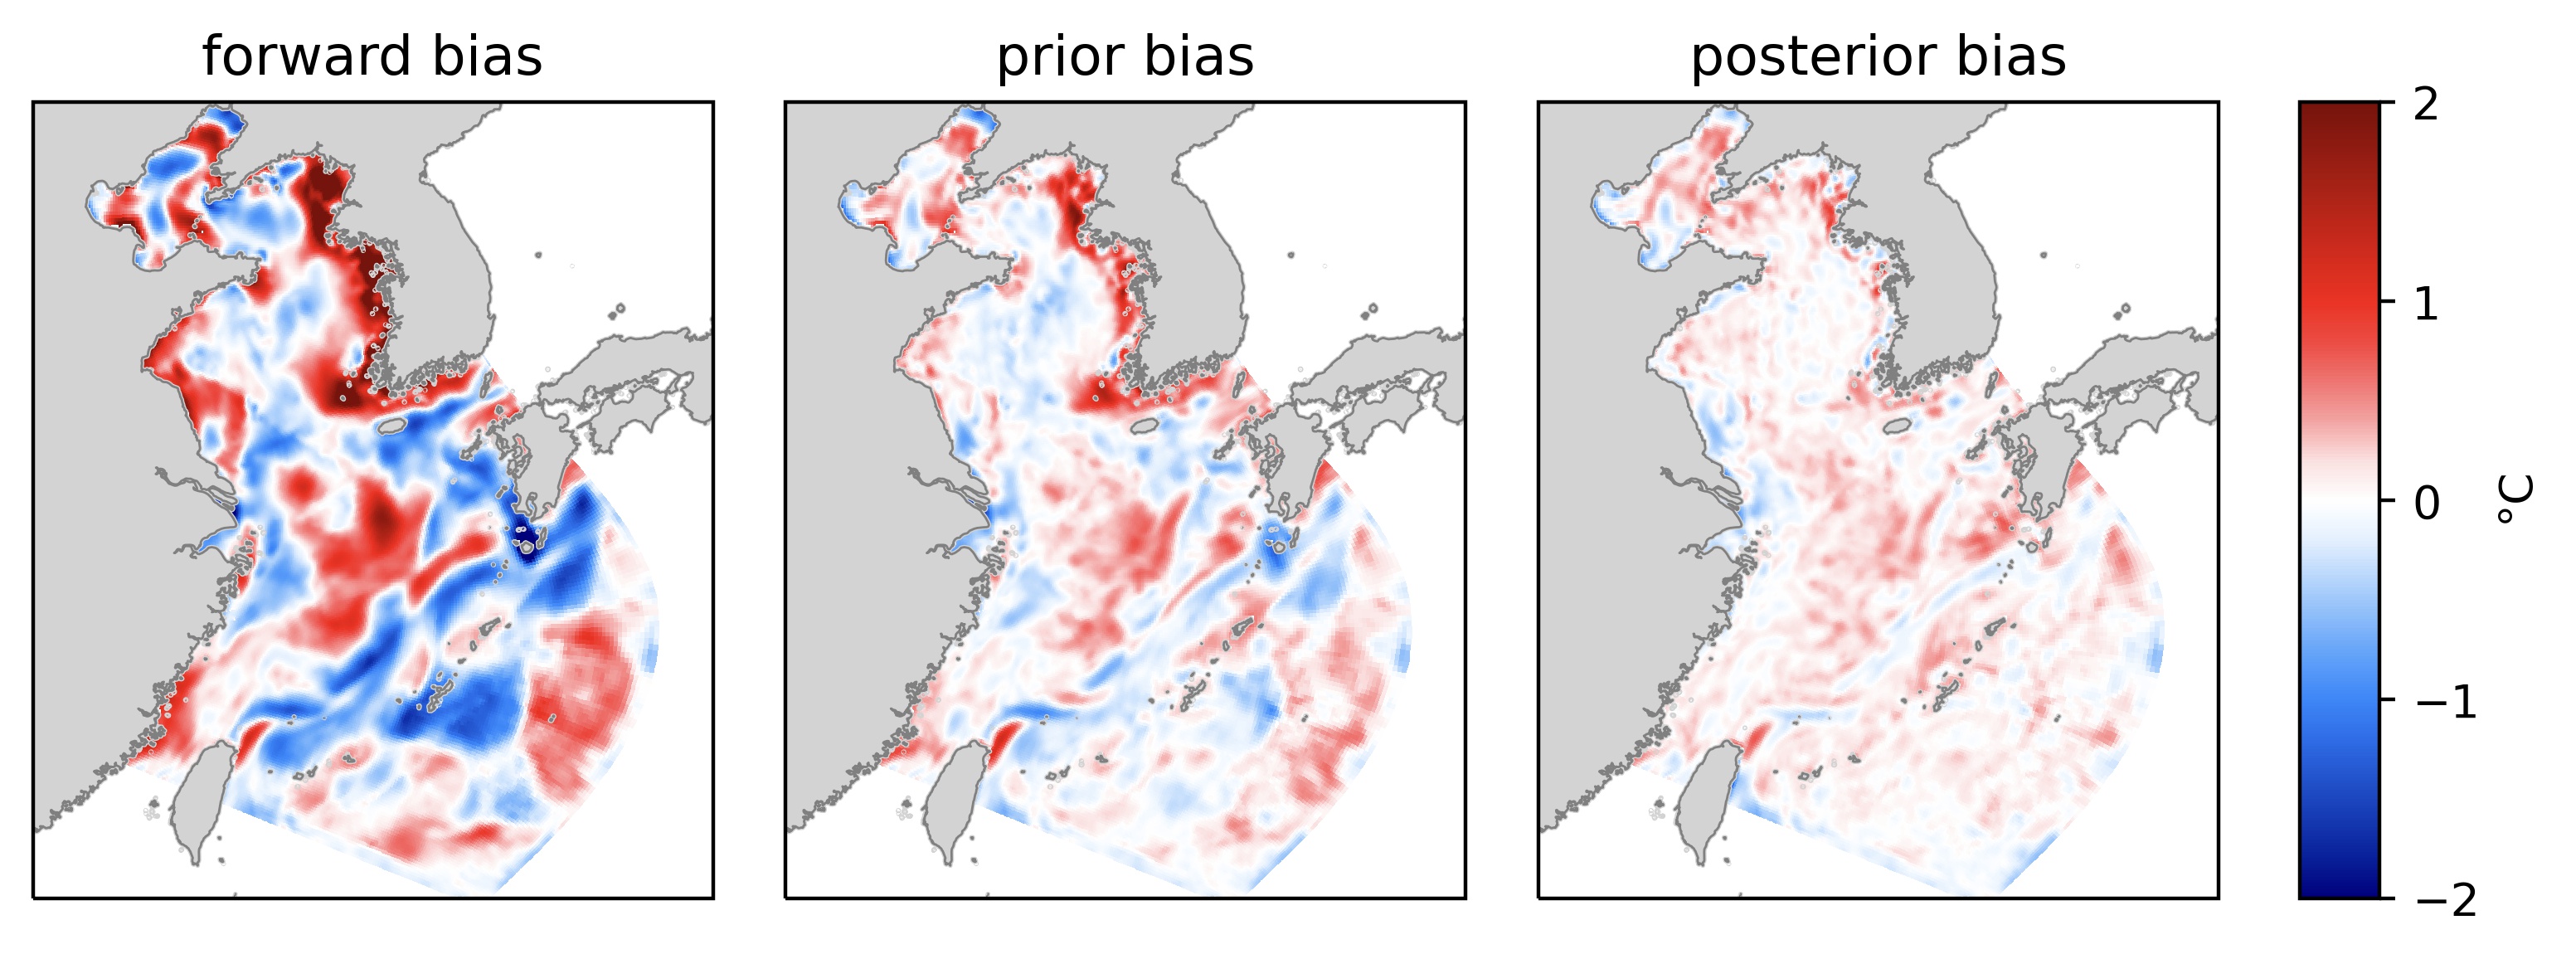 forward bias
prior bias
posterior bias
2
1
0
−1
−2
°C